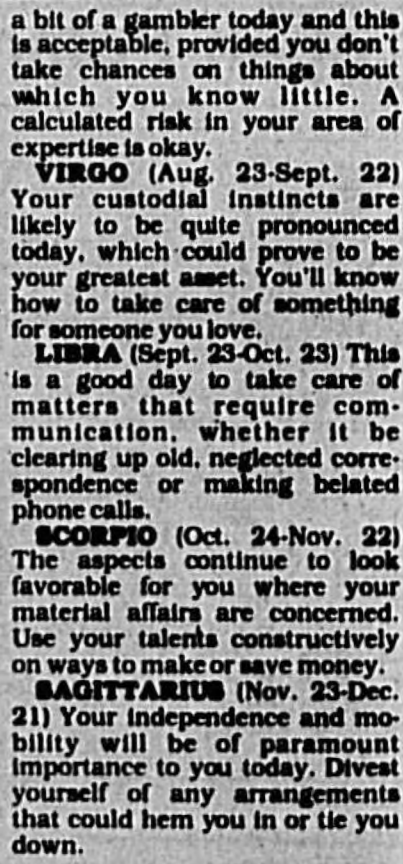 a bit of a gambler today and this
is acceptable, provided you don't
take chances on things about
which you know little. A
calculated risk in your area of
expertise is okay.
VIRGO (Aug. 23-Sept. 22)
Your custodial instincts are
likely to be quite pronounced
today, which could prove to be
your greatest asset. You'll know
how to take care of something
for someone you love.
LIBRA (Sept. 23-Oct. 23) This
is a good day to take care of
matters that require com-
munication, whether it be
clearing up old, neglected corre-
spondence or making belated
phone calls.
SCORPIO (Oct. 24-Nov. 22)
The aspects continue to look
favorable for you where your
material affairs are concerned.
Use your talents constructively
on ways to make or save money.
SAGITTARIUS (Nov. 23-Dec.
21) Your independence and mo-
bility will be of paramount
importance to you today. Divest
yourself of any arrangements
that could hem you in or tie you
down.